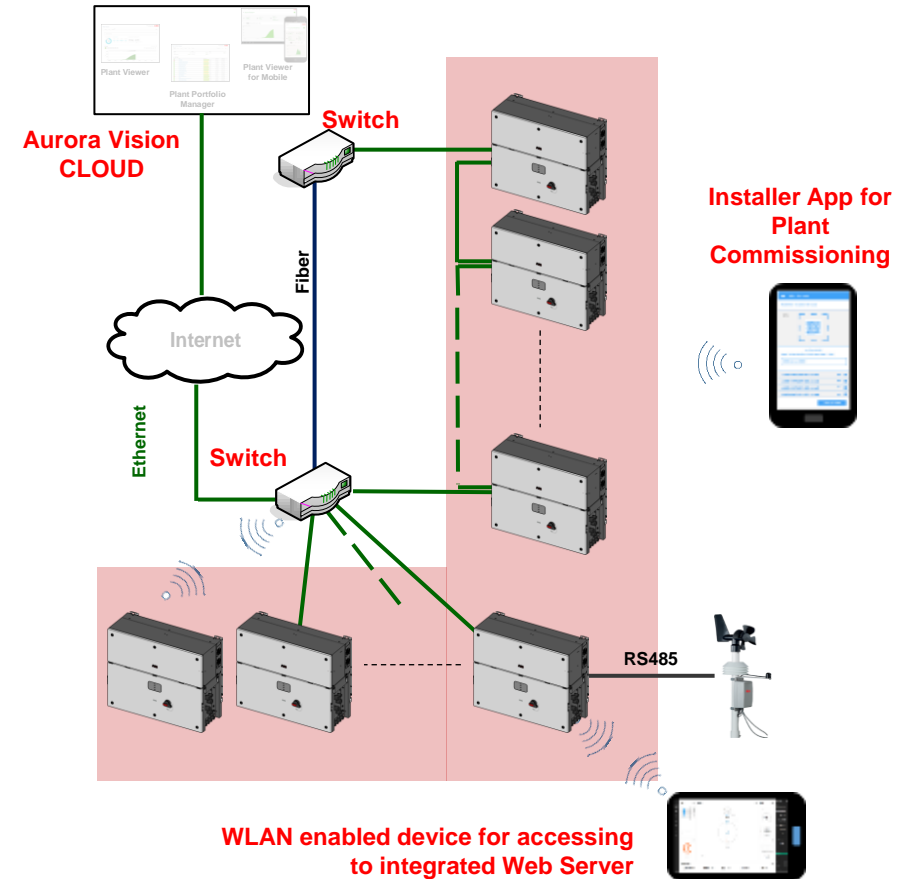 Plant Viewer
Plant Portfolio
Manager
Plant Viewer
for Mobile
Aurora Vision
CLOUD
Switch
Fiber
Internet
Ethernet
Switch
Installer App for
Plant
Commissioning
RS485
WLAN enabled device for accessing
to integrated Web Server